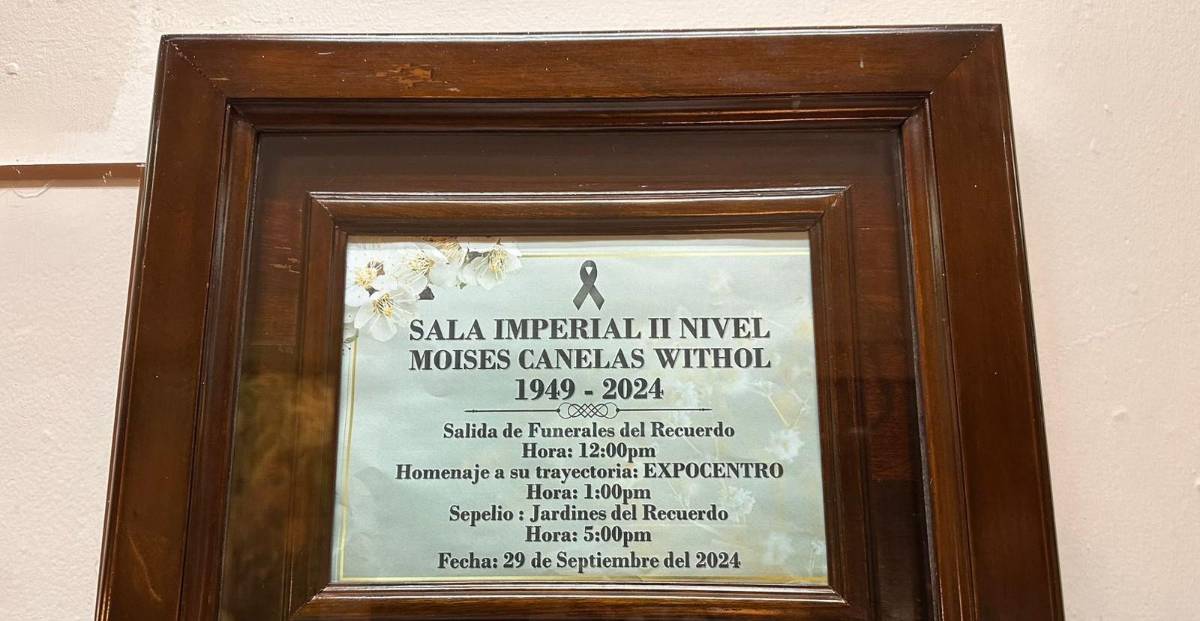 SALA IMPERIAL II NIVEL
MOISES CANELAS WITHOL
1949 - 2024
Salida de Funerales del Recuerdo
Hora: 12:00pm
Homenaje a su trayectoria: EXPOCENTRO
Hora: 1:00pm
Sepelio : Jardines del Recuerdo
Hora: 5:00pm
Fecha: 29 de Septiembre del 2024